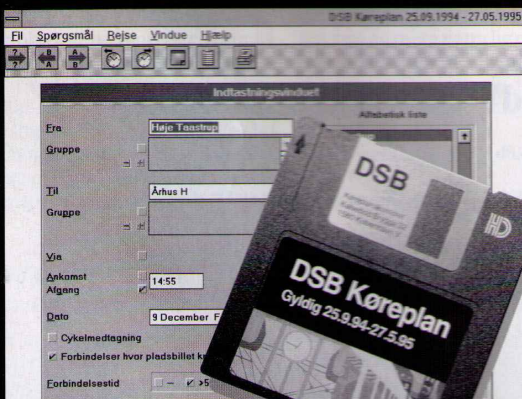 DSB Køreplan 25.09.1994 - 27.05.1995
Fil Spørgsmål Rejse Vindue Hjælp
? ? B A A B
Indtastningsvinduet
Alfabetisk liste
Fra Høje Taastrup
Gruppe
Til Århus H
Gruppe
Via
Ankomst
Afgang 14:55
Dato 9 December F
Cykelmedtagning
Forbindelser hvor pladsbillet
Forbindelsestid - >5
DSB
HD
DSB Køreplan
Gyldig 25.9.94-27.5.95